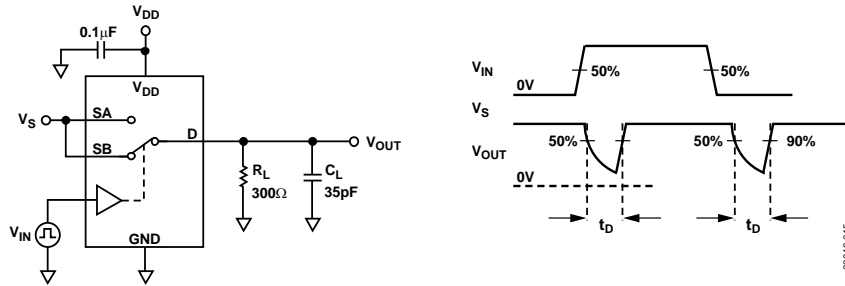 V_DD
0.1µF
V_DD
V_S
SA
SB
D
V_OUT
R_L
300Ω
C_L
35pF
V_IN
GND
V_IN
0V
50%
50%
V_S
V_OUT
50%
50%
90%
0V
t_D
t_D